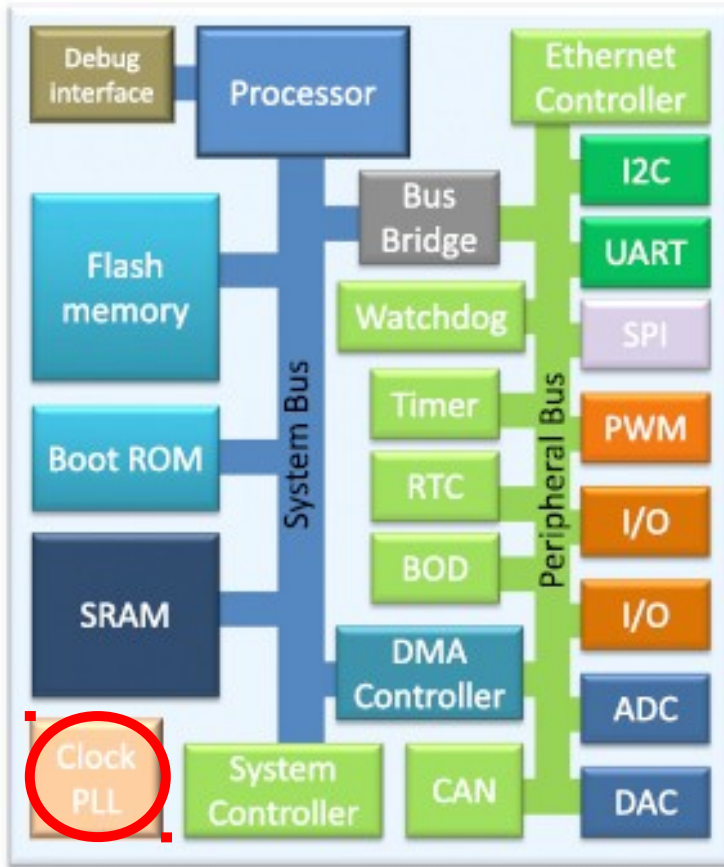 Debug
interface
Processor
Ethernet
Controller
I2C
Bus
Bridge
UART
Flash
memory
Watchdog
SPI
System Bus
Peripheral Bus
Timer
PWM
Boot ROM
RTC
I/O
BOD
SRAM
I/O
DMA
Controller
ADC
Clock
PLL
System
Controller
CAN
DAC